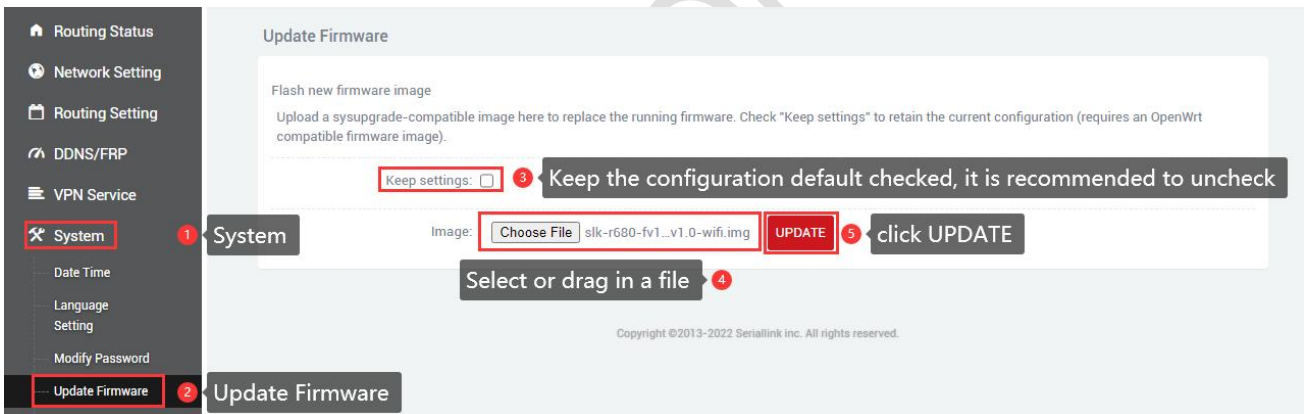 Routing Status
Network Setting
Routing Setting
DDNS/FRP
VPN Service
System
1
System
Date Time
Language
Setting
Modify Password
Update Firmware
2
Update Firmware
Update Firmware
Flash new firmware image
Upload a sysupgrade-compatible image here to replace the running firmware. Check "Keep settings" to retain the current configuration (requires an OpenWrt
compatible firmware image).
Keep settings:
3
Keep the configuration default checked, it is recommended to uncheck
Image:
Choose File slk-r680-fv1...v1.0-wifi.img
UPDATE
5
click UPDATE
Select or drag in a file
4
Copyright ©2013-2022 Seriallink inc. All rights reserved.